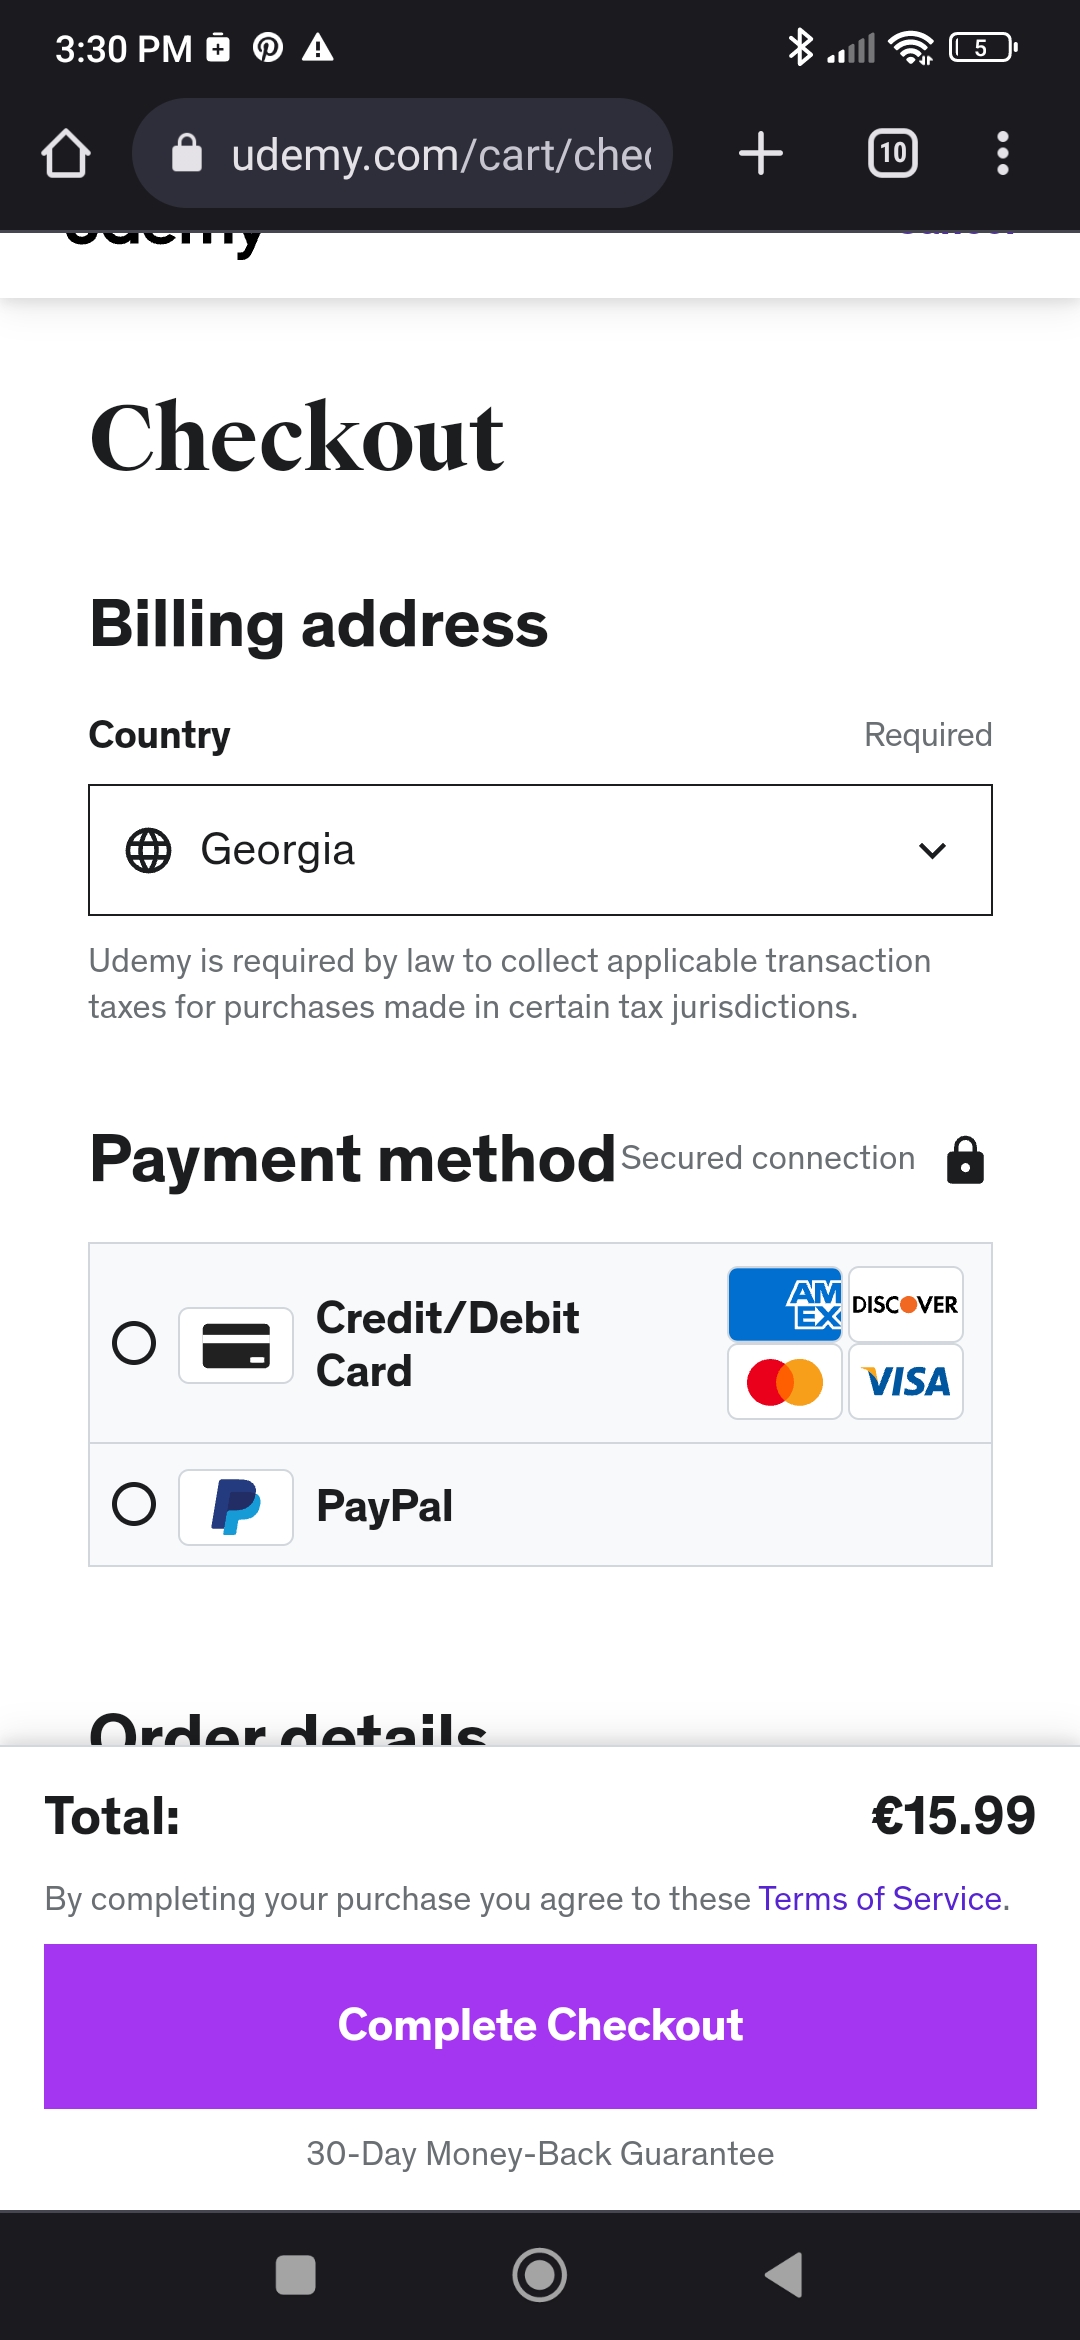 3:30 PM
5
udemy.com/cart/chec
10
udemy
Checkout
Billing address
Country
Required
Georgia
Udemy is required by law to collect applicable transaction
taxes for purchases made in certain tax jurisdictions.
Payment method
Secured connection
Credit/Debit
Card
AM
EX
DISCOVER
VISA
PayPal
Order details
Total:
€15.99
By completing your purchase you agree to these Terms of Service.
Complete Checkout
30-Day Money-Back Guarantee